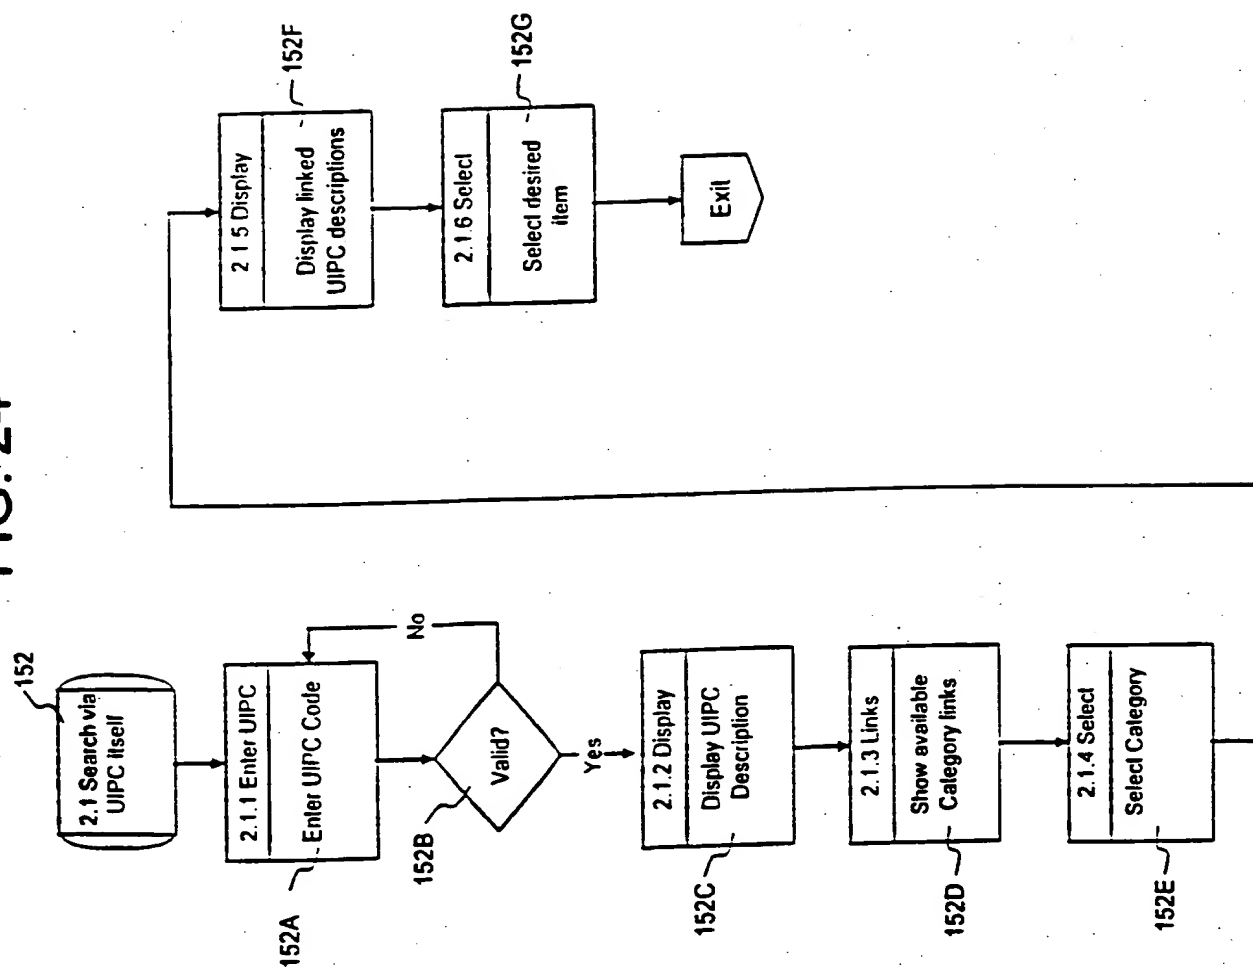 FIG. 24
152
2.1 Search via
UIPC itself
2.1.1 Enter UIPC
Enter UIPC Code
152A
Valid?
152B
No
Yes
2.1.2 Display
Display UIPC
Description
152C
2.1.3 Links
Show available
Category links
152D
2.1.4 Select
Select Category
152E
2.1.5 Display
Display linked
UIPC descriptions
152F
2.1.6 Select
Select desired
item
152G
Exit